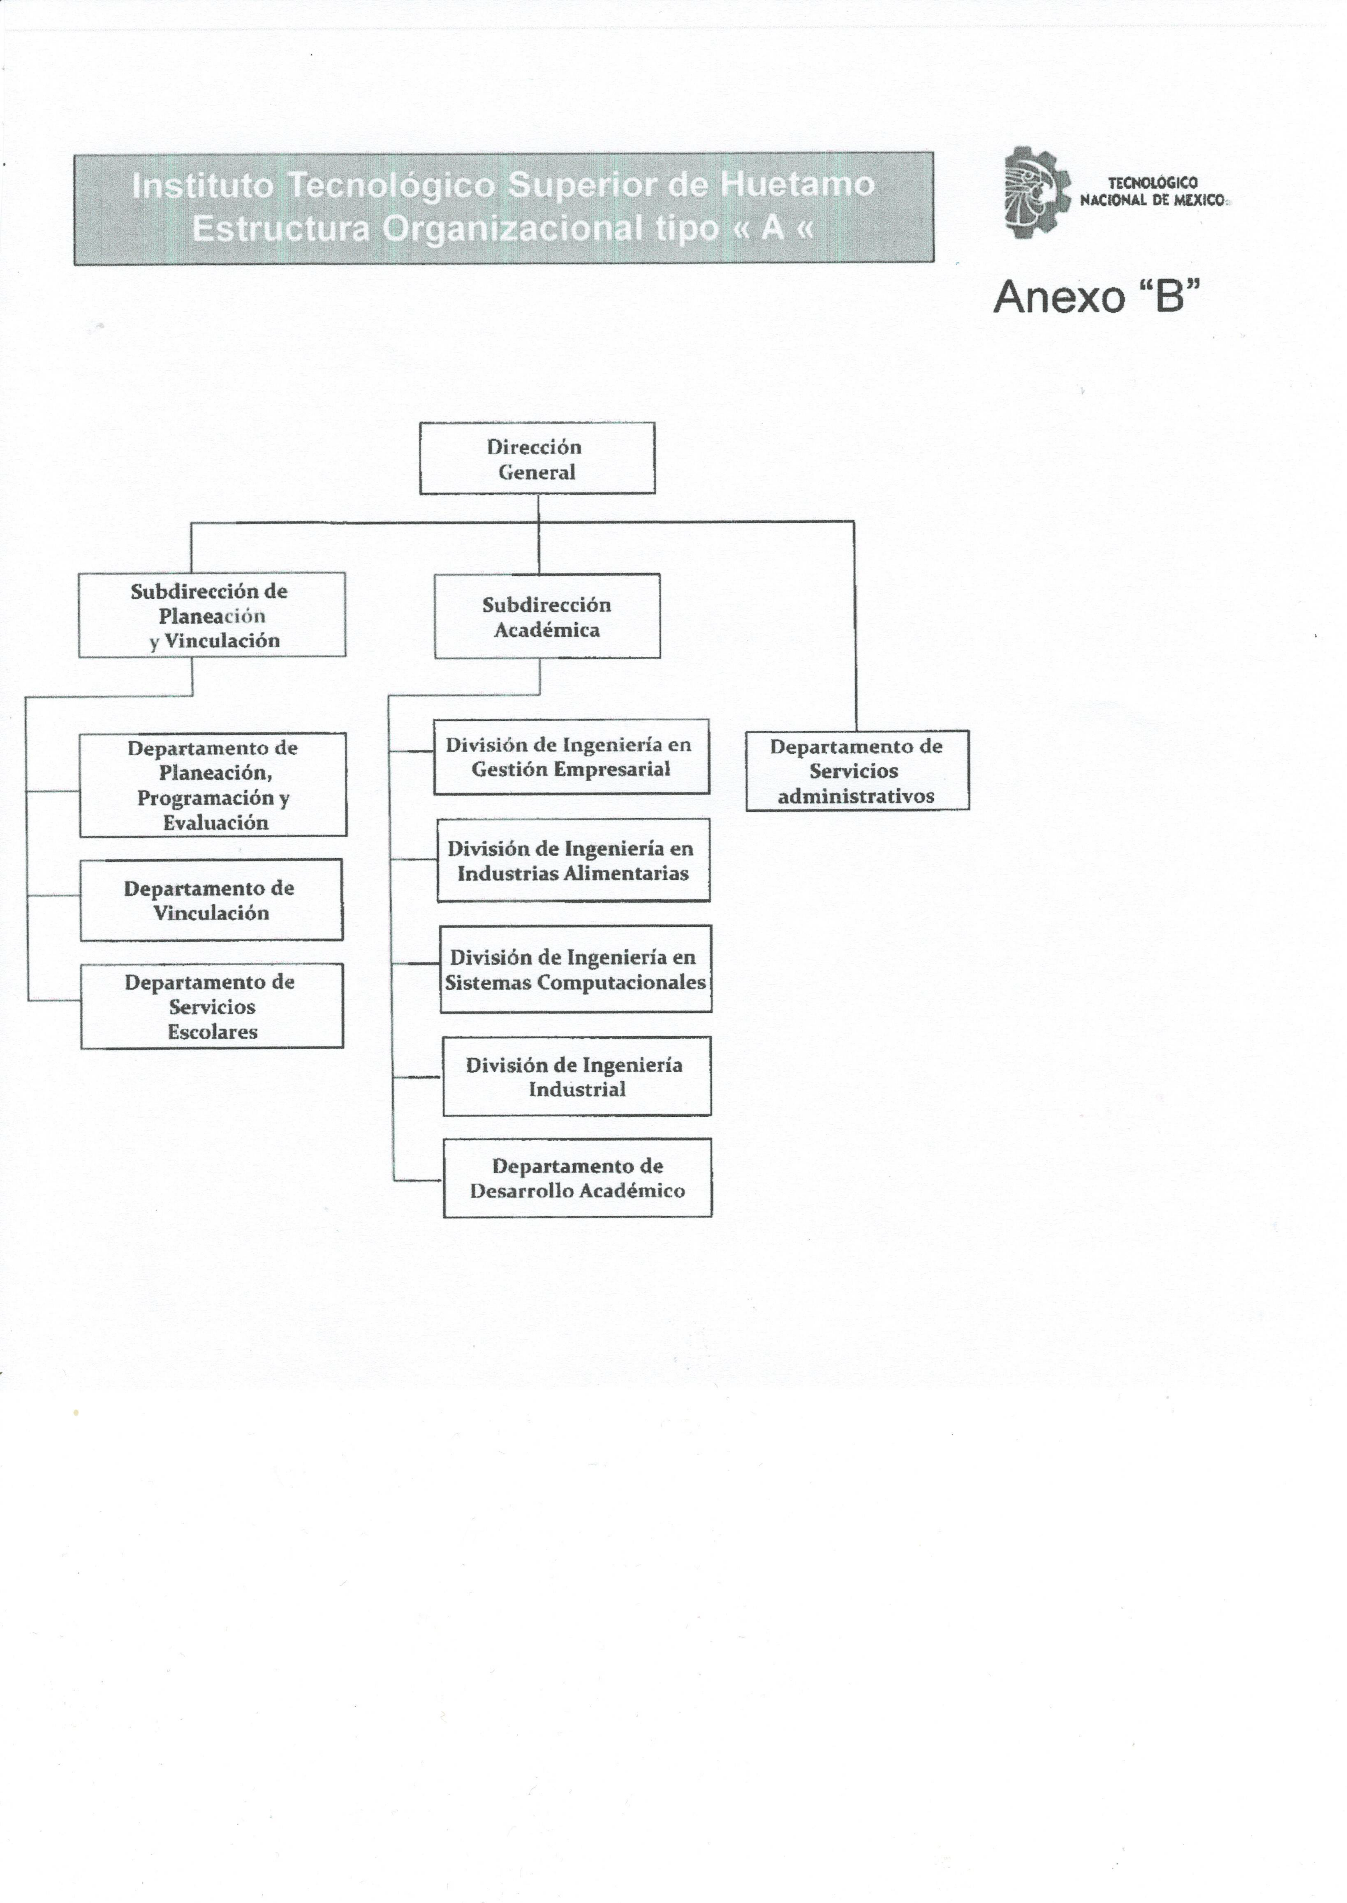 Instituto Tecnológico Superior de Huetamo
Estructura Organizacional tipo « A «
TECNOLÓGICO
NACIONAL DE MÉXICO
Anexo “B”
Dirección
General
Subdirección de
Planeación
y Vinculación
Subdirección
Académica
Departamento de
Planeación,
Programación y
Evaluación
Departamento de
Vinculación
Departamento de
Servicios
Escolares
División de Ingeniería en
Gestión Empresarial
División de Ingeniería en
Industrias Alimentarias
División de Ingeniería en
Sistemas Computacionales
División de Ingeniería
Industrial
Departamento de
Desarrollo Académico
Departamento de
Servicios
administrativos